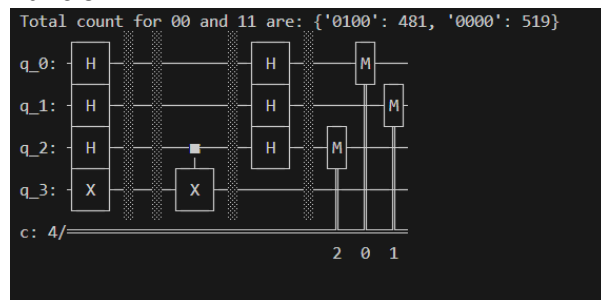 Total count for 00 and 11 are: {'0100': 481, '0000': 519}
H H M
q_0:
H H M
q_1:
H H M
q_2:
X X
q_3:
c: 4/
2 0 1